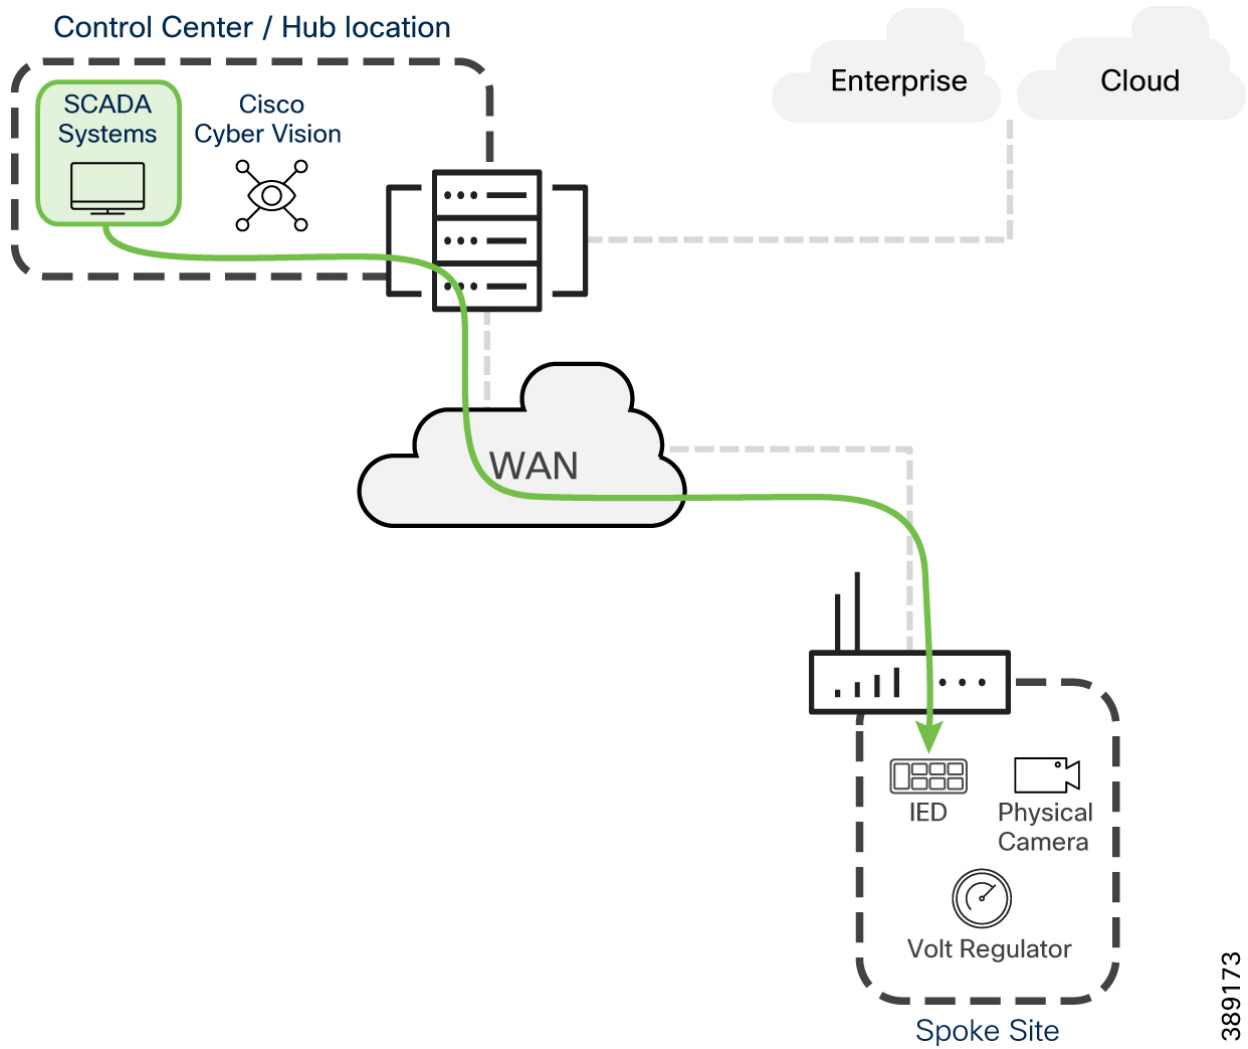 Control Center / Hub location
Enterprise
Cloud
SCADA
Systems
Cisco
Cyber Vision
WAN
IED
Physical
Camera
Volt Regulator
Spoke Site
389173